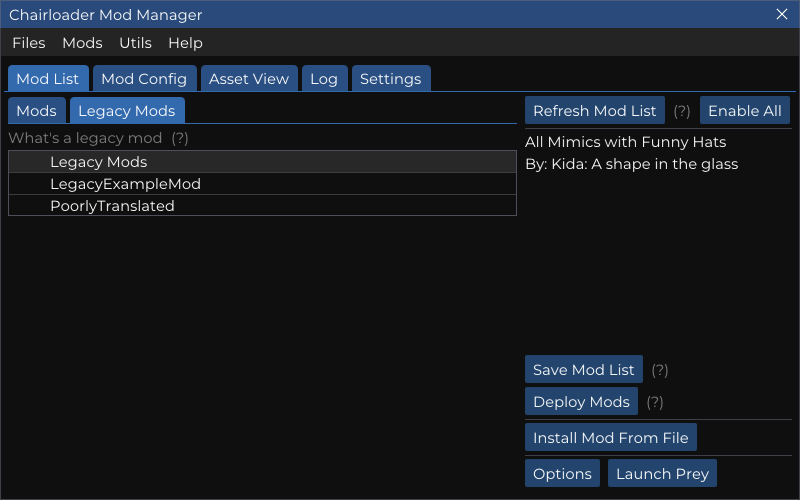 Chairloader Mod Manager
Files Mods Utils Help
Mod List Mod Config Asset View Log Settings
Mods Legacy Mods
What's a legacy mod (?)
Legacy Mods
LegacyExampleMod
PoorlyTranslated
Refresh Mod List (?) Enable All
All Mimics with Funny Hats
By: Kida: A shape in the glass
Save Mod List (?)
Deploy Mods (?)
Install Mod From File
Options Launch Prey